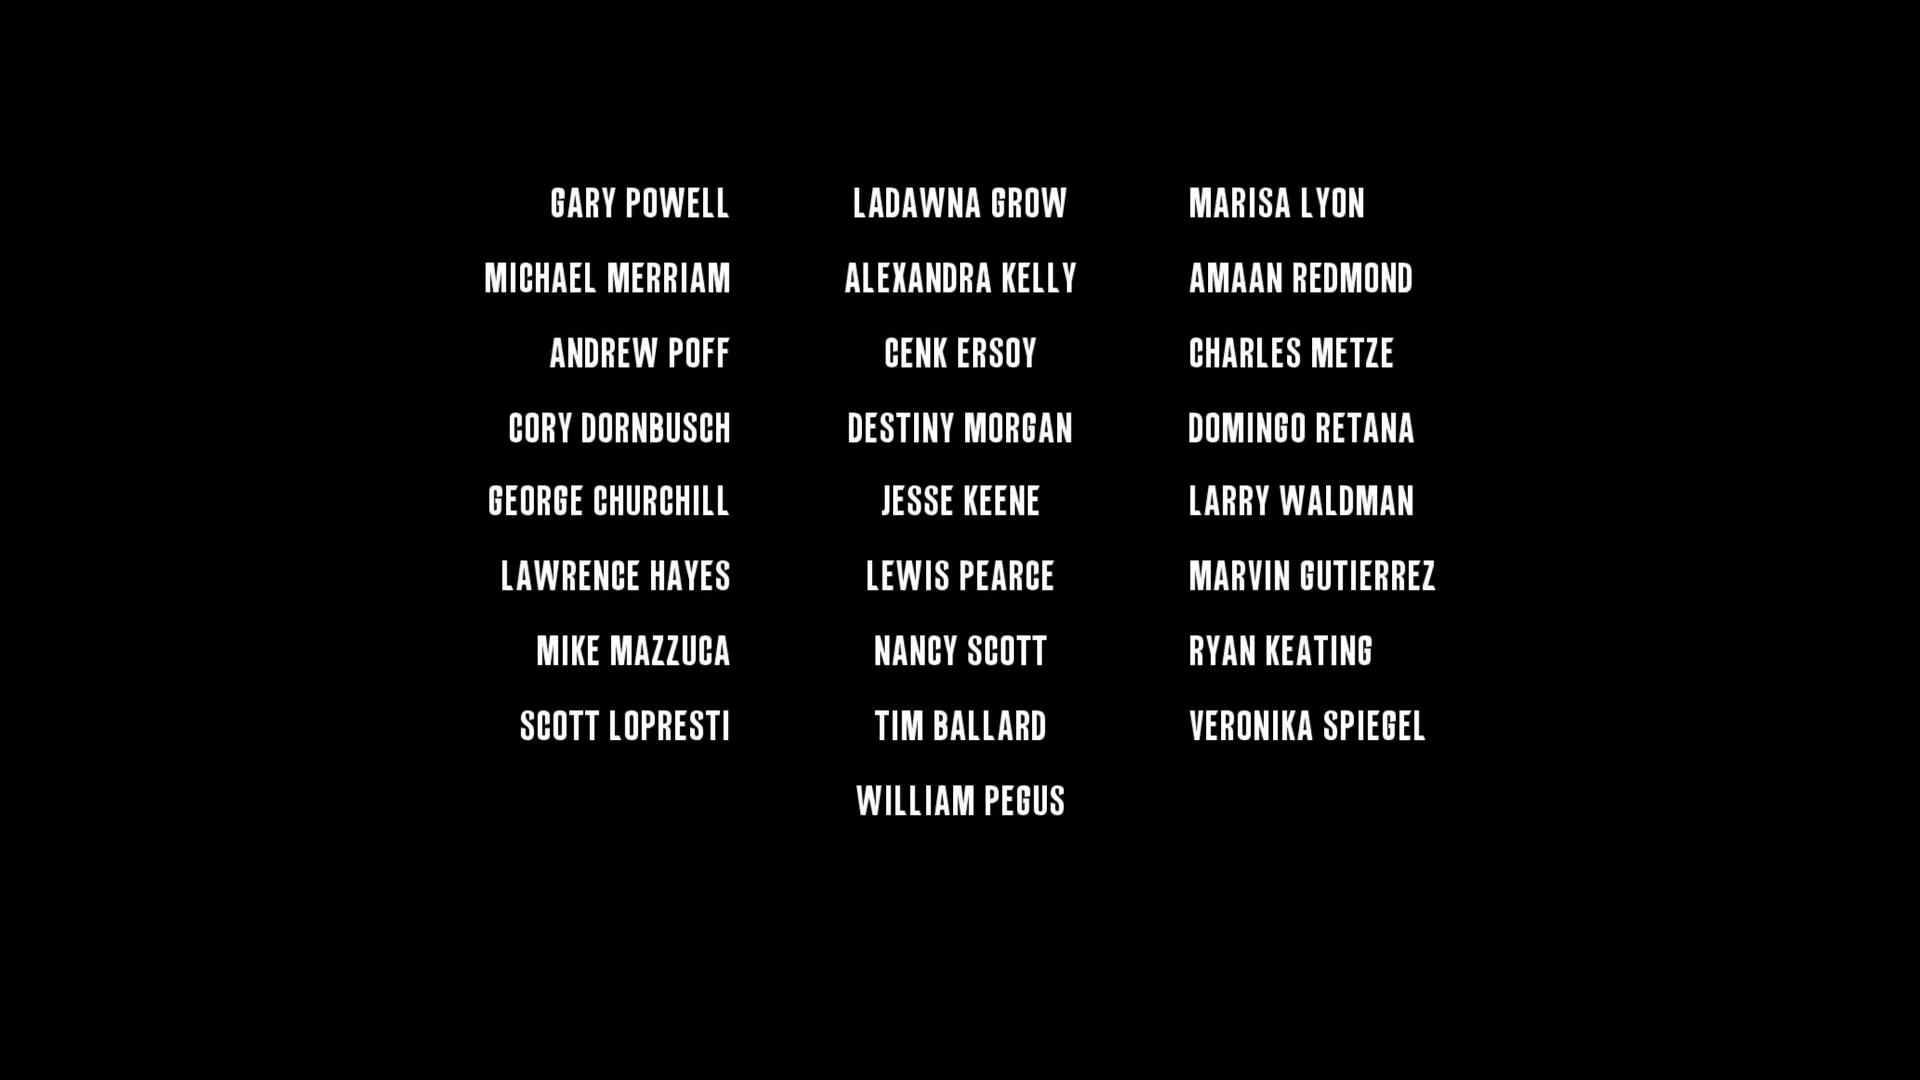 GARY POWELL LADAWNA GROW MARISA LYON
MICHAEL MERRIAM ALEXANDRA KELLY AMAAN REDMOND
ANDREW POFF CENK ERSOY CHARLES METZE
CORY DORNBUSCH DESTINY MORGAN DOMINGO RETANA
GEORGE CHURCHILL JESSE KEENE LARRY WALDMAN
LAWRENCE HAYES LEWIS PEARCE MARVIN GUTIERREZ
MIKE MAZZUCA NANCY SCOTT RYAN KEATING
SCOTT LOPRESTI TIM BALLARD VERONIKA SPIEGEL
WILLIAM PEGUS